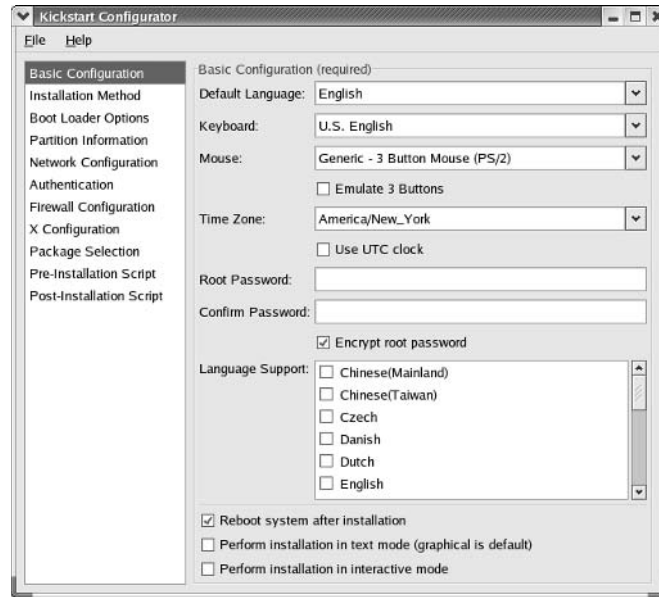 Kickstart Configurator
File Help
Basic Configuration
Installation Method
Boot Loader Options
Partition Information
Network Configuration
Authentication
Firewall Configuration
X Configuration
Package Selection
Pre-Installation Script
Post-Installation Script
Basic Configuration (required)
Default Language: English
Keyboard: U.S. English
Mouse: Generic - 3 Button Mouse (PS/2)
Emulate 3 Buttons
Time Zone: America/New_York
Use UTC clock
Root Password:
Confirm Password:
Encrypt root password
Language Support: Chinese(Mainland)
Chinese(Taiwan)
Czech
Danish
Dutch
English
Reboot system after installation
Perform installation in text mode (graphical is default)
Perform installation in interactive mode